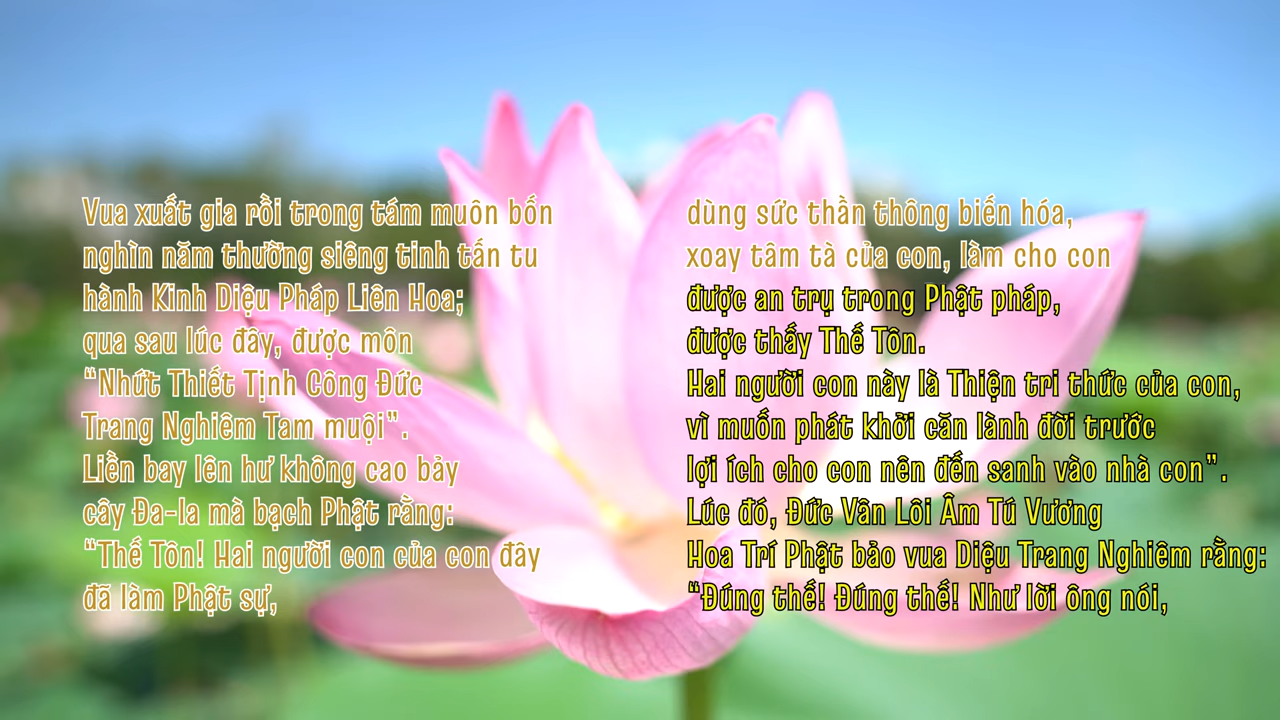 Vua xuất gia rồi trong tám muôn bốn
nghìn năm thường siêng tinh tấn tu
hành Kinh Diệu Pháp Liên Hoa;
qua sau lúc đây, được môn
“Nhứt Thiết Tịnh Công Đức
Trang Nghiêm Tam muội”.
Liền bay lên hư không cao bảy
cây Đa-la mà bạch Phật rằng:
“Thế Tôn! Hai người con của con đây
đã làm Phật sự,
dùng sức thần thông biến hóa,
xoay tâm tà của con, làm cho con
được an trụ trong Phật pháp,
được thấy Thế Tôn.
Hai người con này là Thiện tri thức của con,
vì muốn phát khởi căn lành đời trước
lợi ích cho con nên đến sanh vào nhà con”.
Lúc đó, Đức Vân Lôi Âm Tú Vương
Hoa Trí Phật bảo vua Diệu Trang Nghiêm rằng:
“Đúng thế! Đúng thế! Như lời ông nói,